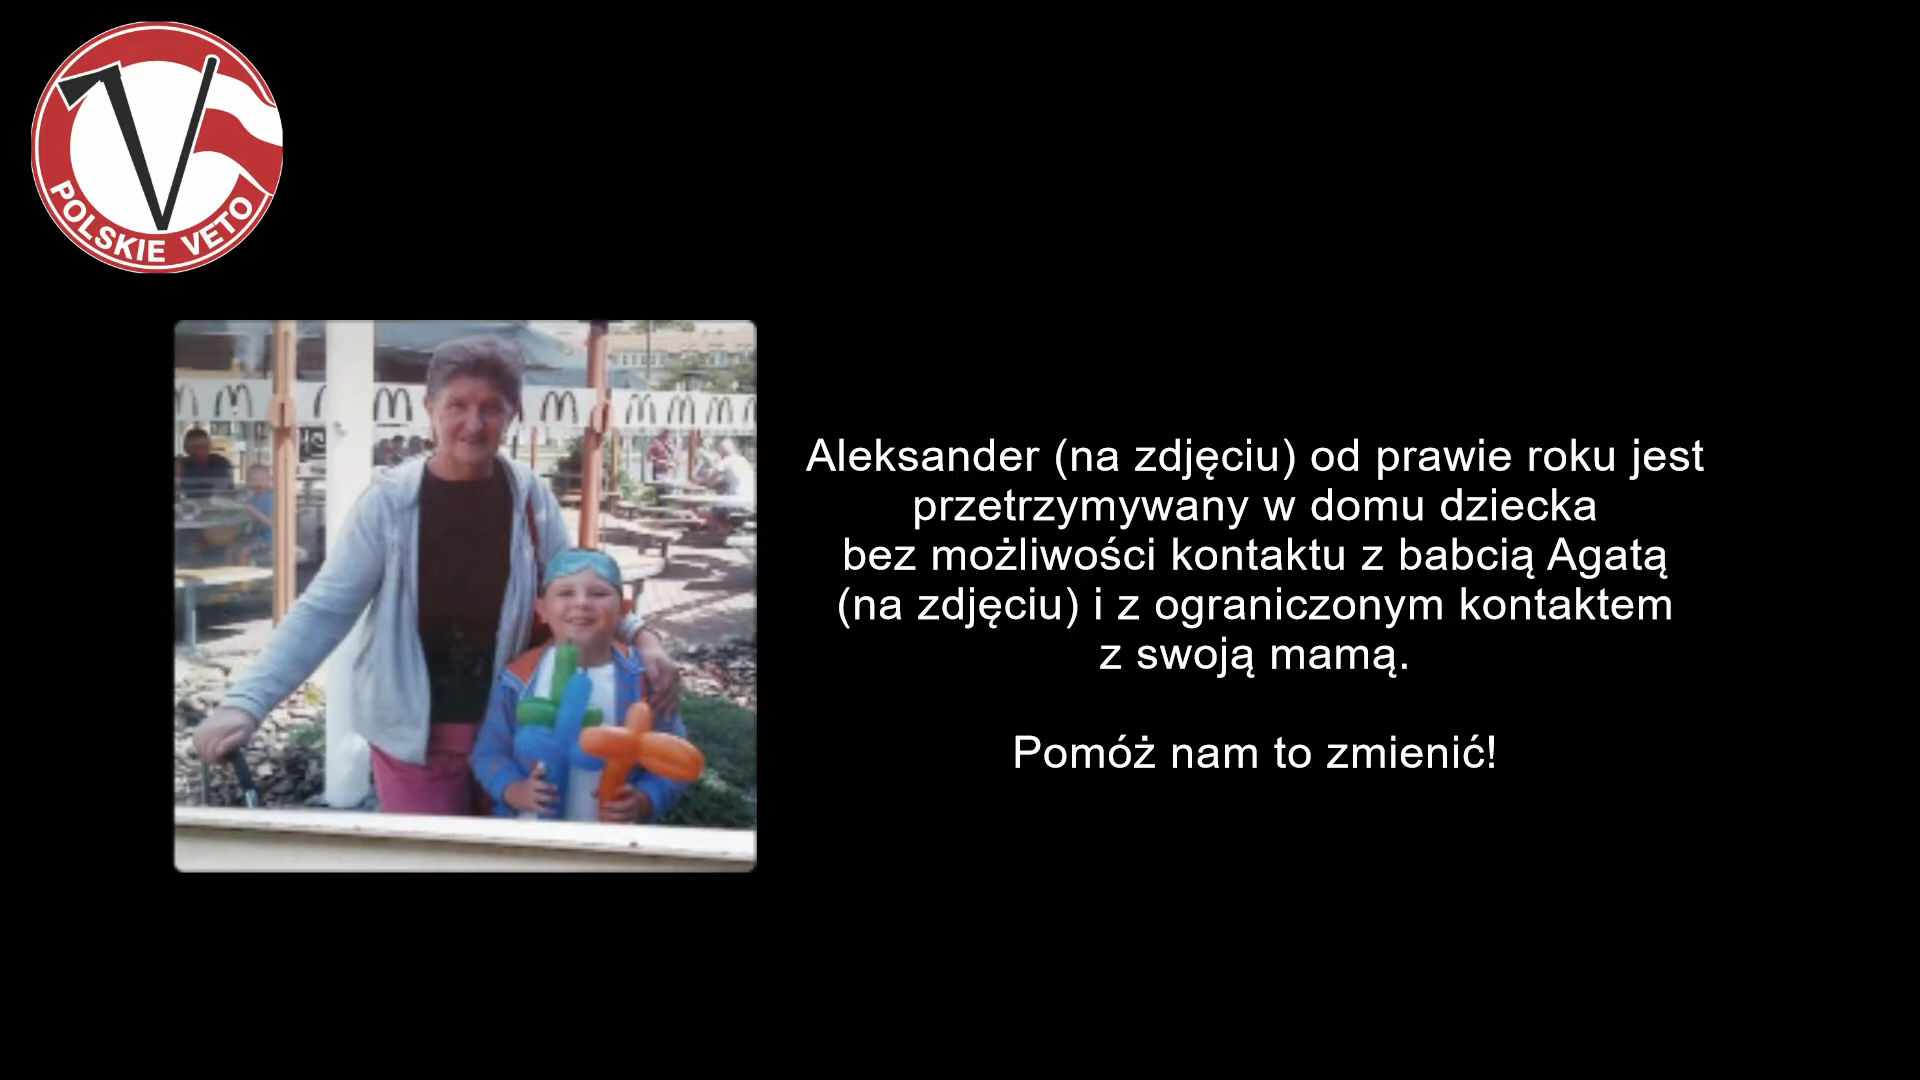 POLSKIE VETO
Aleksander (na zdjęciu) od prawie roku jest
przetrzymywany w domu dziecka
bez możliwości kontaktu z babcią Agatą
(na zdjęciu) i z ograniczonym kontaktem
z swoją mamą.
Pomóż nam to zmienić!